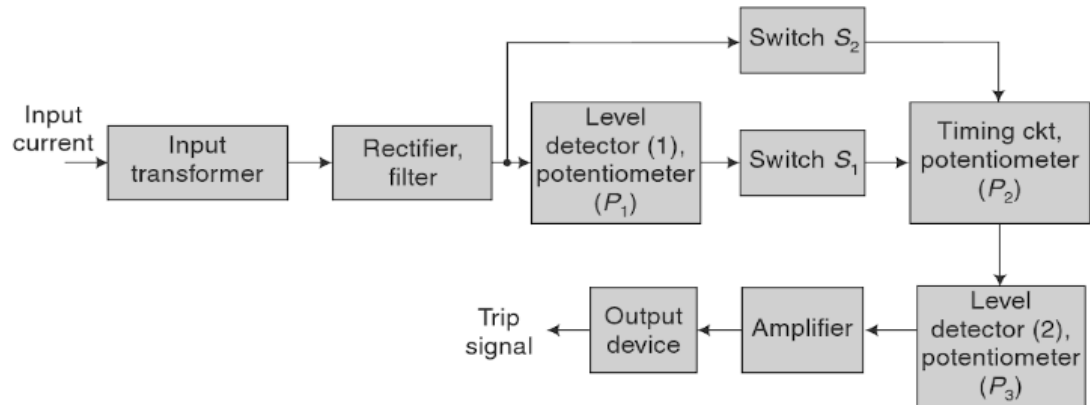 Input
current
Input
transformer
Rectifier,
filter
Level
detector (1),
potentiometer
(P₁)
Switch S₂
Switch S₁
Timing ckt,
potentiometer
(P₂)
Level
detector (2),
potentiometer
(P₃)
Amplifier
Output
device
Trip
signal